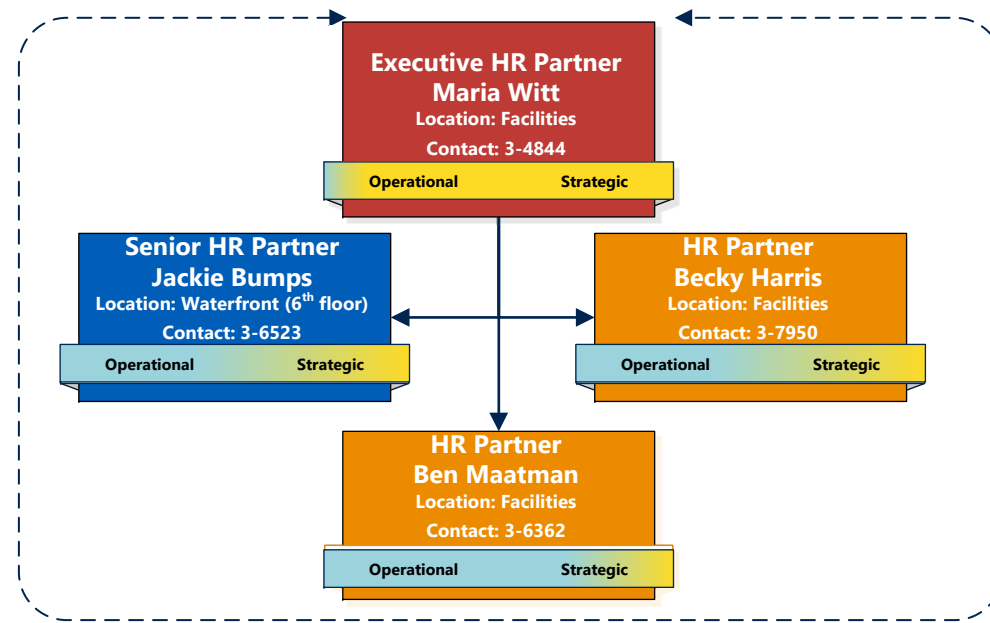 Executive HR Partner
Maria Witt
Location: Facilities
Contact: 3-4844
Operational Strategic
Senior HR Partner
Jackie Bumps
Location: Waterfront (6th floor)
Contact: 3-6523
Operational Strategic
HR Partner
Becky Harris
Location: Facilities
Contact: 3-7950
Operational Strategic
HR Partner
Ben Maatman
Location: Facilities
Contact: 3-6362
Operational Strategic